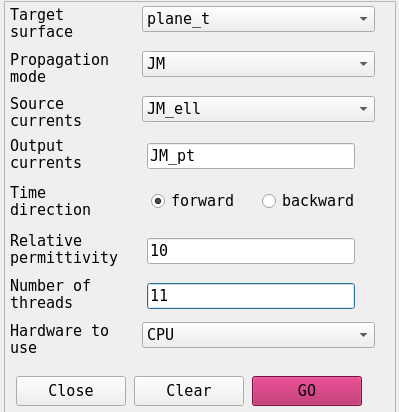 Target surface plane_t
Propagation mode JM
Source currents JM_ell
Output currents JM_pt
Time direction forward backward
Relative permittivity 10
Number of threads 11
Hardware to use CPU
Close Clear GO